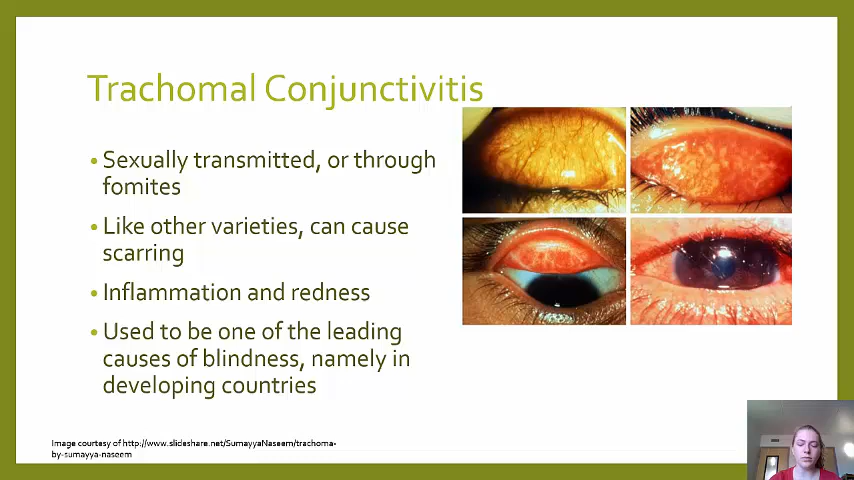 Trachomal Conjunctivitis
• Sexually transmitted, or through
fomites
• Like other varieties, can cause
scarring
• Inflammation and redness
• Used to be one of the leading
causes of blindness, namely in
developing countries
Image courtesy of http://www.slideshare.net/SumayyaNaseem/trachoma-
by-sumayya-naseem